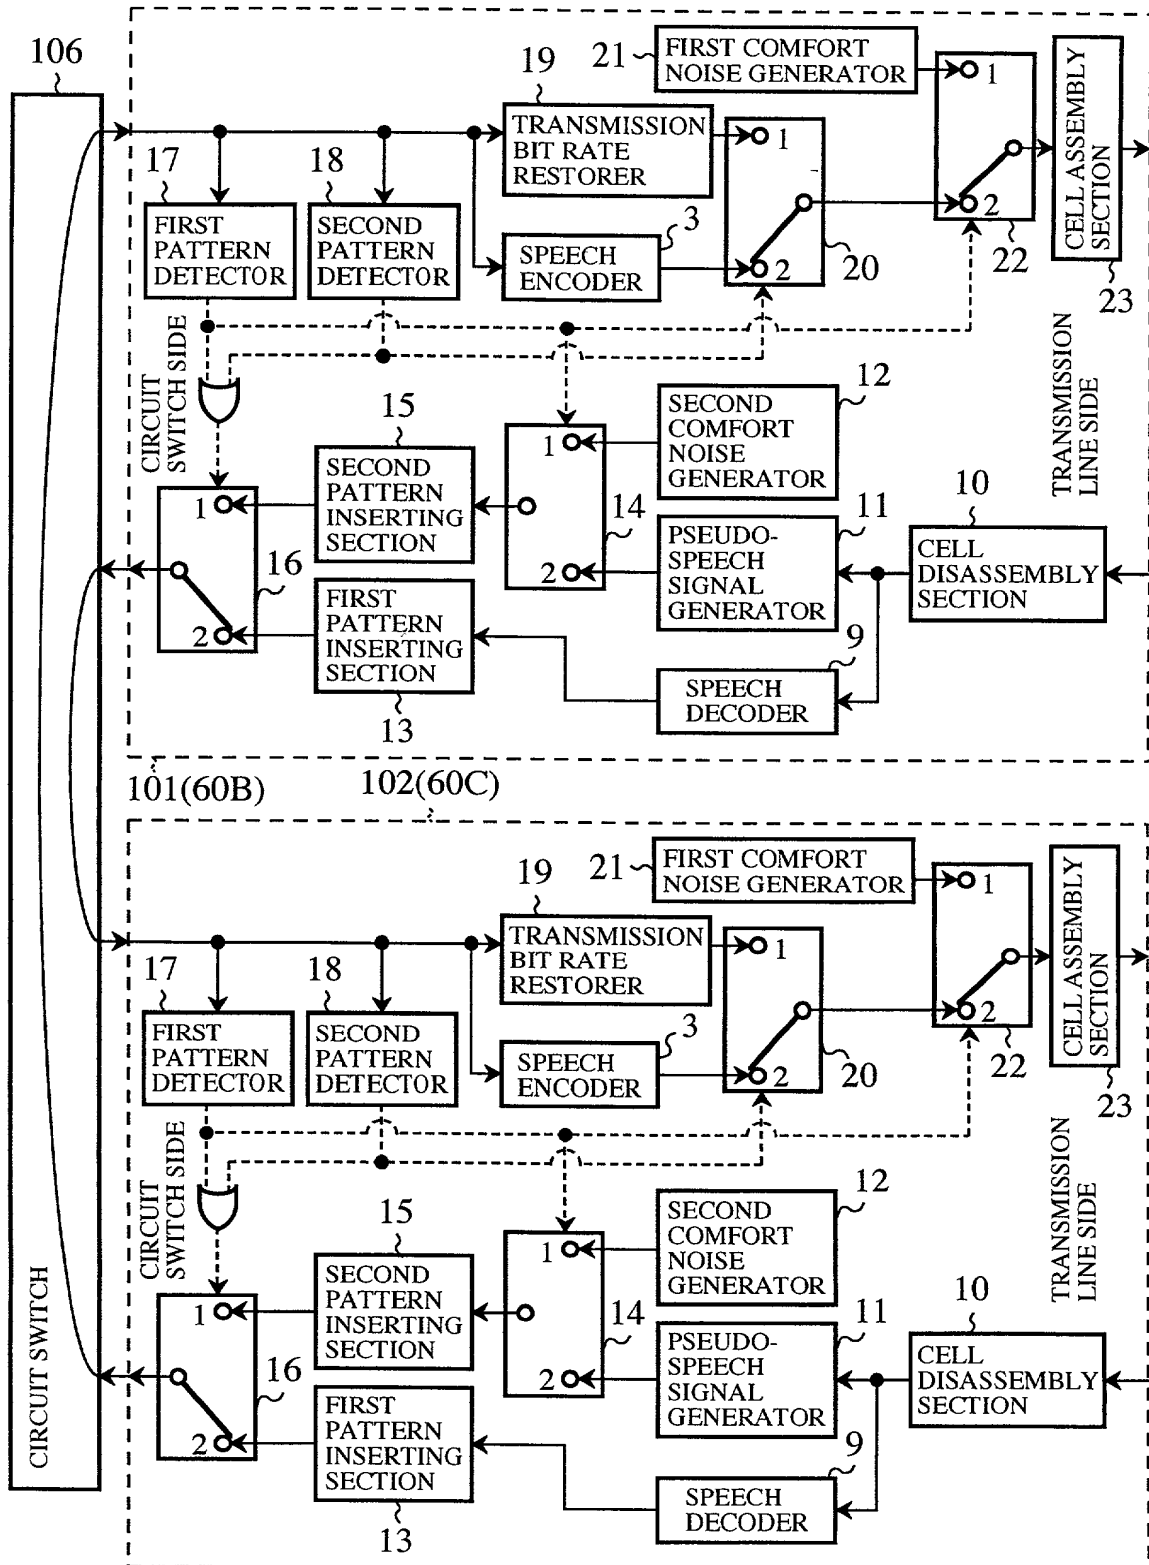 106
21
FIRST COMFORT
NOISE GENERATOR
1
2
22
CELL ASSEMBLY
SECTION
23
19
TRANSMISSION
BIT RATE
RESTORER
1
2
20
17
FIRST
PATTERN
DETECTOR
18
SECOND
PATTERN
DETECTOR
3
SPEECH
ENCODER
CIRCUIT
SWITCH SIDE
TRANSMISSION
LINE SIDE
12
SECOND
COMFORT
NOISE
GENERATOR
15
SECOND
PATTERN
INSERTING
SECTION
1
2
14
11
PSEUDO-
SPEECH
SIGNAL
GENERATOR
10
CELL
DISASSEMBLY
SECTION
1
2
16
FIRST
PATTERN
INSERTING
SECTION
13
9
SPEECH
DECODER
101(60B)
102(60C)
21
FIRST COMFORT
NOISE GENERATOR
1
2
22
CELL ASSEMBLY
SECTION
23
19
TRANSMISSION
BIT RATE
RESTORER
1
2
20
17
FIRST
PATTERN
DETECTOR
18
SECOND
PATTERN
DETECTOR
3
SPEECH
ENCODER
CIRCUIT
SWITCH SIDE
TRANSMISSION
LINE SIDE
12
SECOND
COMFORT
NOISE
GENERATOR
15
SECOND
PATTERN
INSERTING
SECTION
1
2
14
11
PSEUDO-
SPEECH
SIGNAL
GENERATOR
10
CELL
DISASSEMBLY
SECTION
1
2
16
FIRST
PATTERN
INSERTING
SECTION
13
9
SPEECH
DECODER
CIRCUIT SWITCH